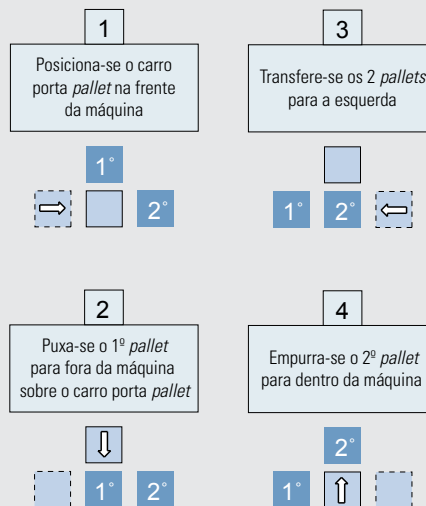 1
Posiciona-se o carro
porta pallet na frente
da máquina
1°
2°
2
Puxa-se o 1º pallet
para fora da máquina
sobre o carro porta pallet
1° 2°
3
Transfere-se os 2 pallets
para a esquerda
1° 2°
4
Empurra-se o 2º pallet
para dentro da máquina
2°
1°